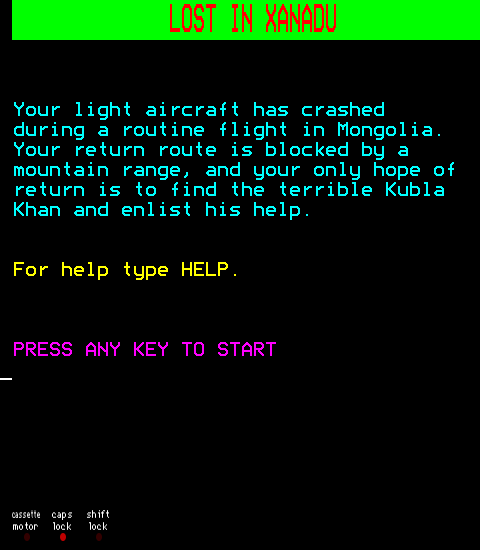 LOST IN XANADU
Your light aircraft has crashed
during a routine flight in Mongolia.
Your return route is blocked by a
mountain range, and your only hope of
return is to find the terrible Kubla
Khan and enlist his help.
For help type HELP.
PRESS ANY KEY TO START
cassette caps shift
motor lock lock